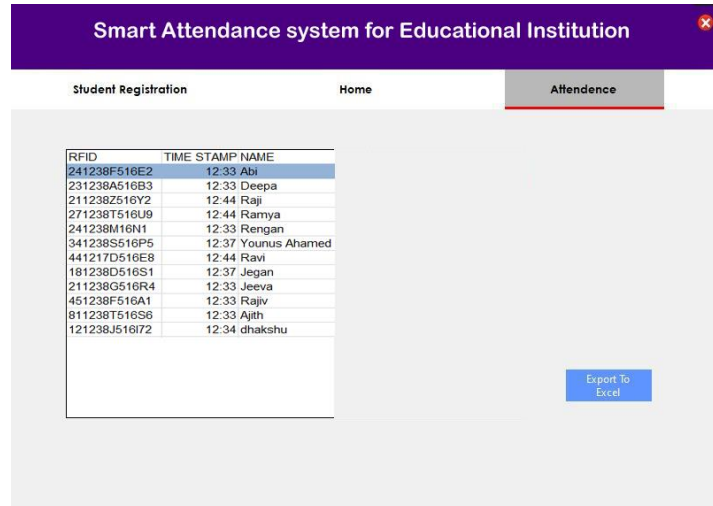 Smart Attendance system for Educational Institution
Student Registration Home Attendence
RFID TIME STAMP NAME
241238F516E2 12:33 Abi
231238A516B3 12:33 Deepa
211238Z516Y2 12:44 Raji
271238T516U9 12:44 Ramya
241238M16N1 12:33 Rengan
341238S516P5 12:37 Younus Ahamed
441217D516E8 12:44 Ravi
181238D516S1 12:37 Jegan
211238G516R4 12:33 Jeeva
451238F516A1 12:33 Rajiv
811238T516S6 12:33 Ajith
121238J516I72 12:34 dhakshu
Export To
Excel